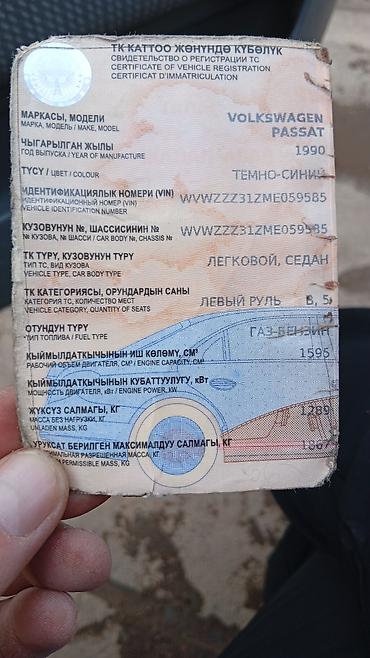 ТК КАТТОО ЖӨНҮНДӨ КҮБӨЛҮК
СВИДЕТЕЛЬСТВО О РЕГИСТРАЦИИ ТС
CERTIFICATE OF VEHICLE REGISTRATION
CERTIFICAT D'IMMATRICULATION
МАРКАСЫ, МОДЕЛИ
МАРКА, МОДЕЛЬ / MAKE, MODEL
VOLKSWAGEN
PASSAT
ЧЫГАРЫЛГАН ЖЫЛЫ
ГОД ВЫПУСКА / YEAR OF MANUFACTURE
1990
ТҮСҮ / ЦВЕТ / COLOUR
ТЕМНО-СИНИЙ
ИДЕНТИФИКАЦИЯЛЫК НОМЕРИ (VIN)
ИДЕНТИФИКАЦИОННЫЙ НОМЕР (VIN)
VEHICLE IDENTIFICATION NUMBER
WVWZZZ31ZME059585
КУЗОВУНУН №, ШАССИСИНИН №
№ КУЗОВА, № ШАССИ / CAR BODY №, CHASSIS №
WVWZZZ31ZME059585
ТК ТҮРҮ, КУЗОВУНУН ТҮРҮ
ТИП ТС, ВИД КУЗОВА
VEHICLE TYPE, CAR BODY TYPE
ЛЕГКОВОЙ, СЕДАН
ТК КАТЕГОРИЯСЫ, ОРУНДАРДЫН САНЫ
КАТЕГОРИЯ ТС, КОЛИЧЕСТВО МЕСТ
VEHICLE CATEGORY, QUANTITY OF SEATS
ЛЕВЫЙ РУЛЬ B, 5
ОТУНДУН ТҮРҮ
ТИП ТОПЛИВА / FUEL TYPE
ГАЗ-БЕНЗИН
КЫЙМЫЛДАТКЫЧЫНЫН ИШ КӨЛӨМҮ, СМ³
РАБОЧИЙ ОБЪЕМ ДВИГАТЕЛЯ, СМ³ / ENGINE CAPACITY, CM³
1595
КЫЙМЫЛДАТКЫЧЫНЫН КУБАТТУУЛУГУ, кВт
МОЩНОСТЬ ДВИГАТЕЛЯ, кВт / ENGINE POWER, kW
ЖҮКСҮЗ САЛМАГЫ, КГ
МАССА БЕЗ НАГРУЗКИ, КГ
UNLADEN MASS, KG
1289
УРУКСАТ БЕРИЛГЕН МАКСИМАЛДУУ САЛМАГЫ, КГ
РАЗРЕШЕННАЯ МАССА, КГ
PERMISSIBLE MASS, KG
1867